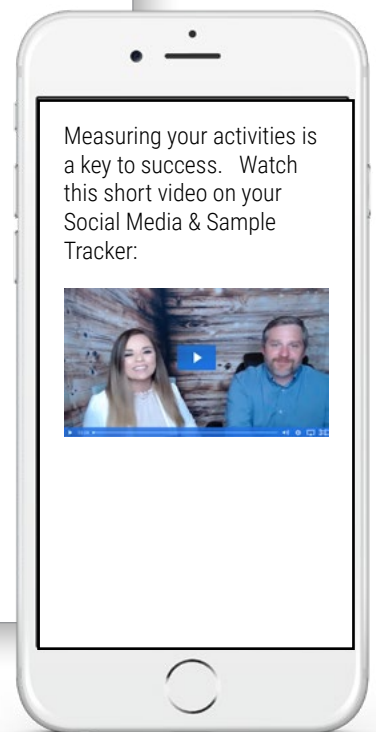 Measuring your activities is
a key to success.   Watch
this short video on your
Social Media & Sample
Tracker: